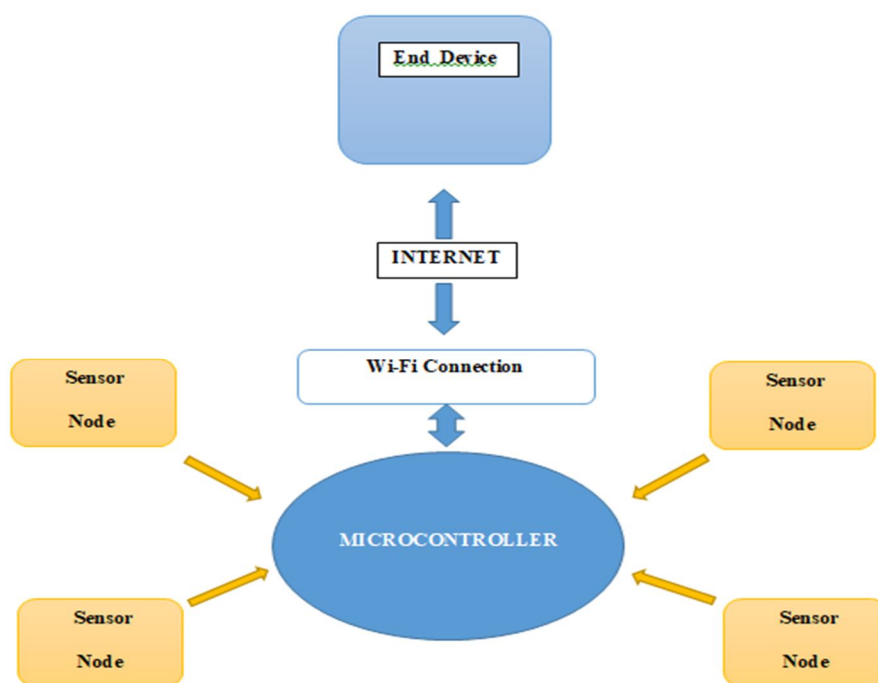 End Device
INTERNET
Wi-Fi Connection
Sensor
Node
Sensor
Node
MICROCONTROLLER
Sensor
Node
Sensor
Node